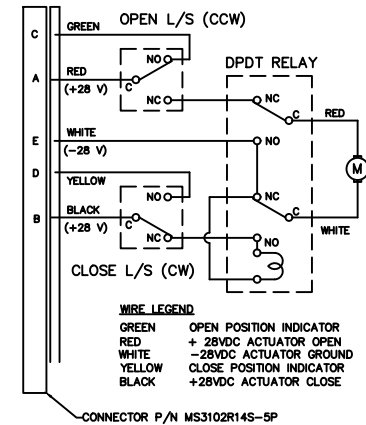 OPEN L/S (CCW)
C
GREEN
NO
DPDT RELAY
A
RED
(+28 V)
C
NC
NC
C
RED
E
WHITE
(-28 V)
NO
D
YELLOW
M
NO
NC
B
BLACK
(+28 V)
C
C
NC
NO
WHITE
CLOSE L/S (CW)
WIRE LEGEND
GREEN OPEN POSITION INDICATOR
RED + 28VDC ACTUATOR OPEN
WHITE -28VDC ACTUATOR GROUND
YELLOW CLOSE POSITION INDICATOR
BLACK +28VDC ACTUATOR CLOSE
CONNECTOR P/N MS3102R14S-5P